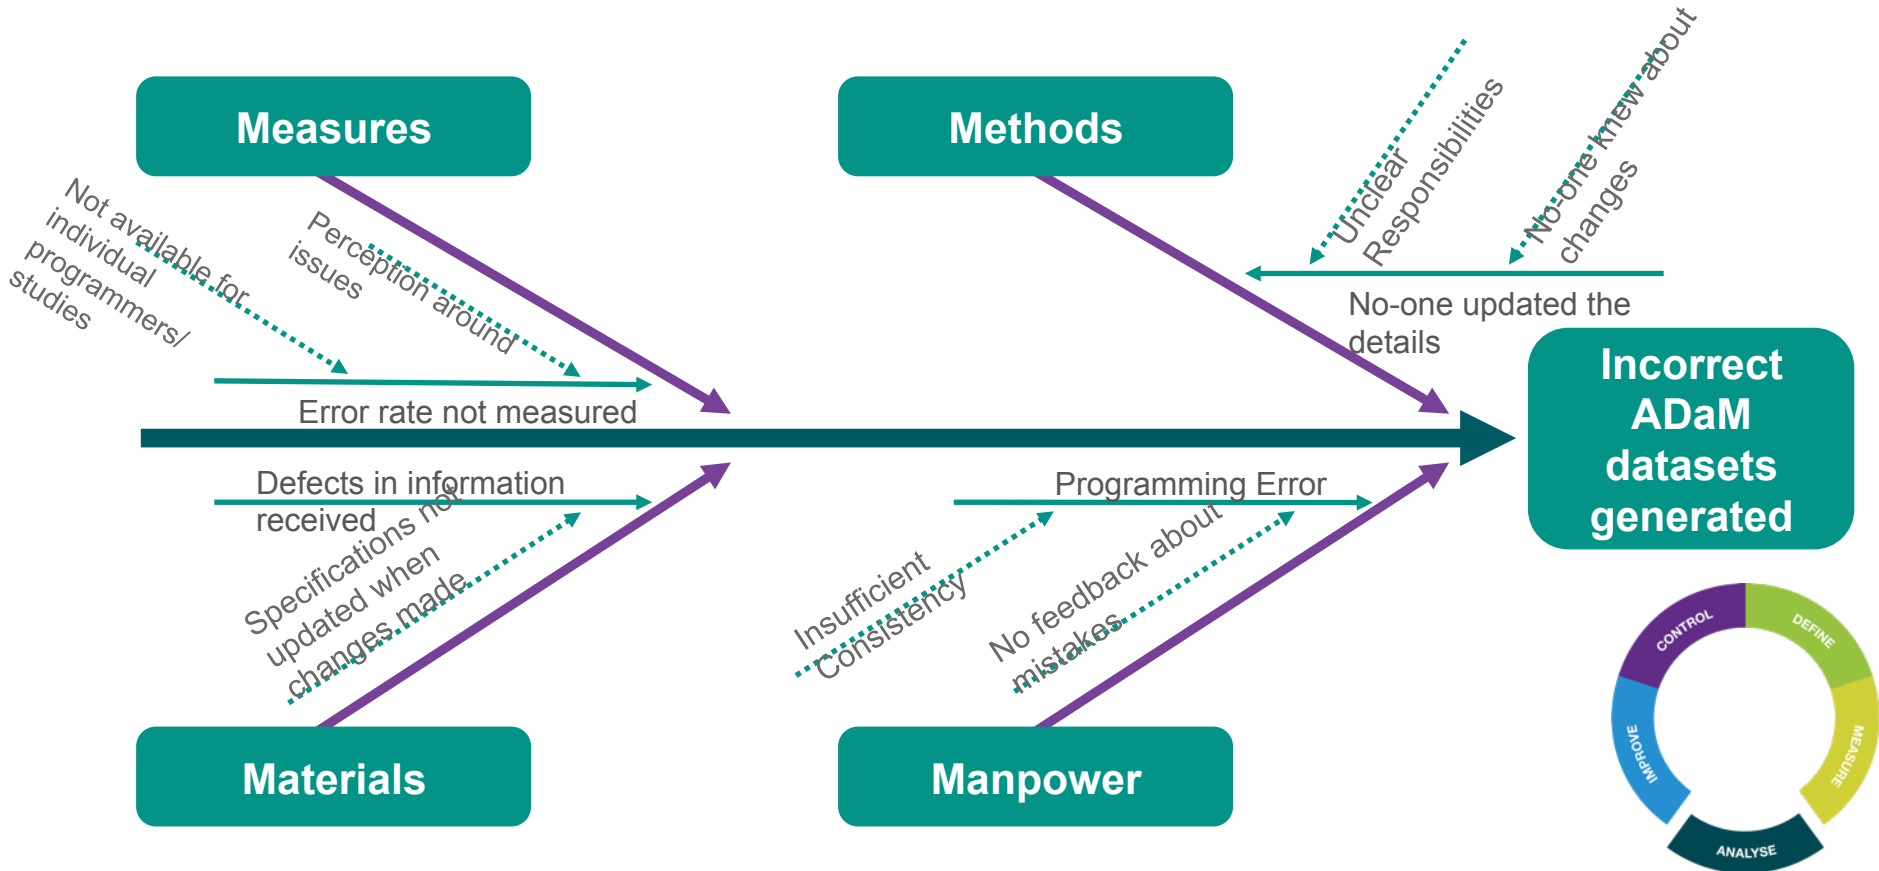 Measures
Methods
Not available for
individual
programmers/
studies
Perception around
issues
Error rate not measured
Unclear
Responsibilities
No-one knew about
changes
No-one updated the
details
Incorrect
ADaM
datasets
generated
Defects in information
received
Specifications not
updated when
changes made
Programming Error
Insufficient
Consistency
No feedback about
mistakes
Materials
Manpower
CONTROL
DEFINE
MEASURE
ANALYSE
IMPROVE